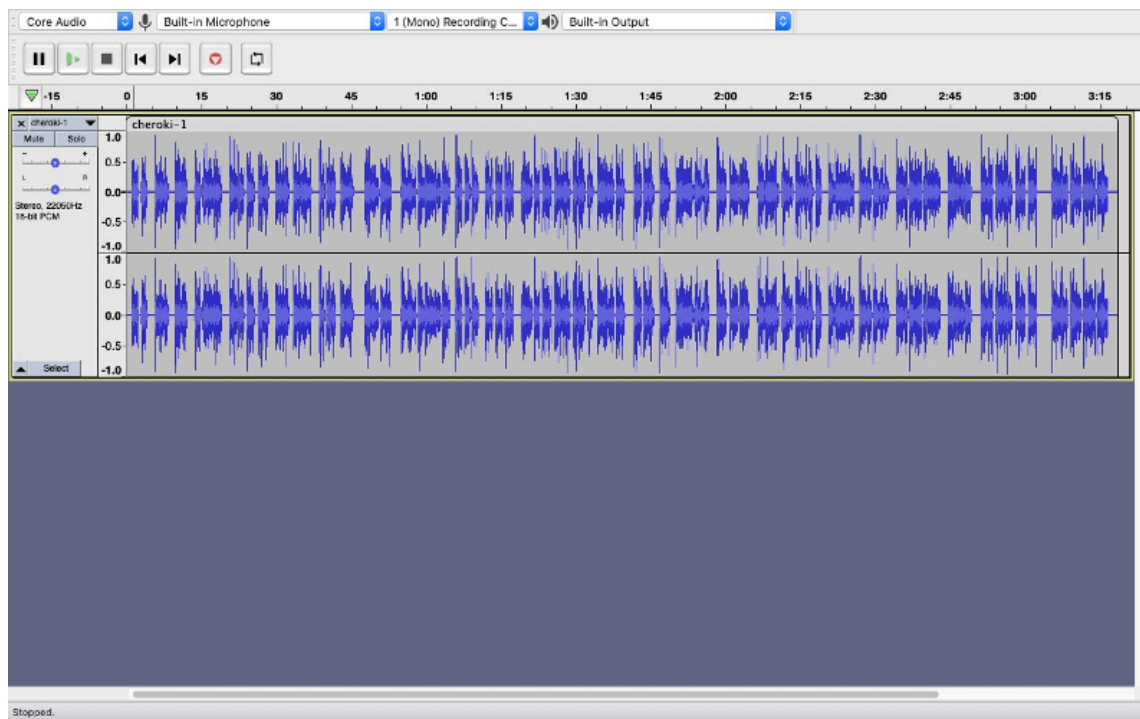 Core Audio Built-in Microphone 1 (Mono) Recording C... Built-in Output
-15 0 15 30 45 1:00 1:15 1:30 1:45 2:00 2:15 2:30 2:45 3:00 3:15
cheroki-1 cheroki-1
Mute Solo 1.0
- +
0.5
L R
0.0
Stereo, 22050Hz
16-bit PCM
-0.5
-1.0
1.0
0.5
0.0
-0.5
Select -1.0
Stopped.